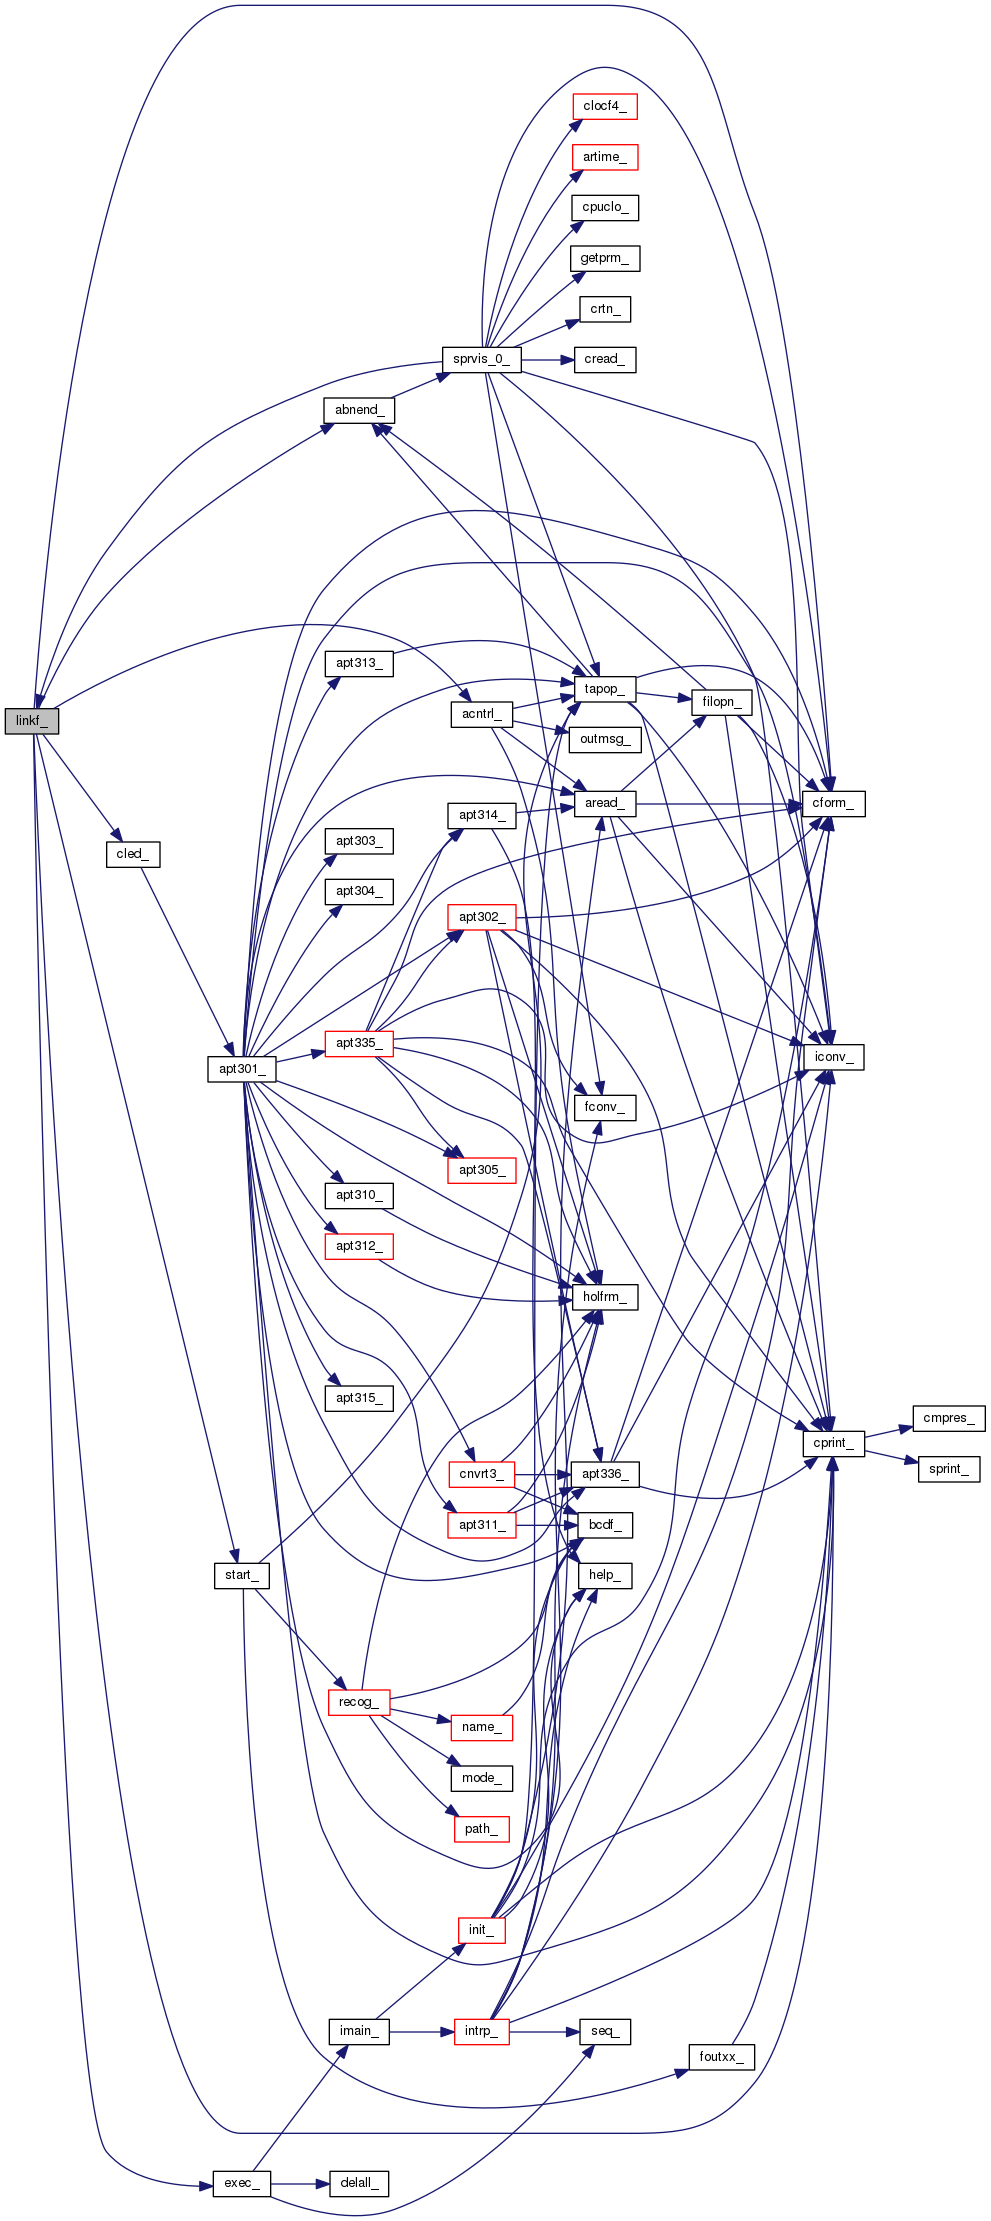 clocf4_
artime_
cpuclo_
getprm_
crtn_
sprvis_0_
cread_
abnend_
apt313_
tapop_
filopn_
acntrl_
linkf_
outmsg_
aread_
cform_
apt314_
apt303_
cled_
apt304_
apt302_
apt335_
iconv_
apt301_
fconv_
apt305_
apt310_
apt312_
holfrm_
apt315_
cmpres_
cprint_
sprint_
cnvrt3_
apt336_
apt311_
bcdf_
start_
help_
recog_
name_
mode_
path_
init_
imain_
intrp_
seq_
foutxx_
exec_
delall_